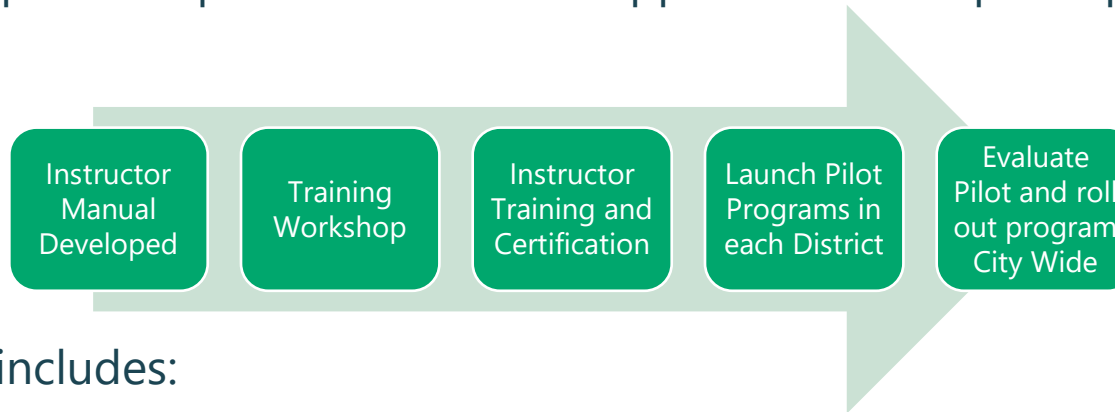 Instructor
Manual
Developed
Training
Workshop
Instructor
Training and
Certification
Launch Pilot
Programs in
each District
Evaluate
Pilot and roll
out program
City Wide
includes: